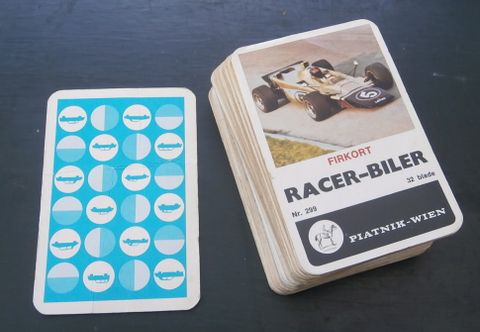 FIRKORT
RACER-BILER
Nr. 299 32 blade
PIATNIK-WIEN